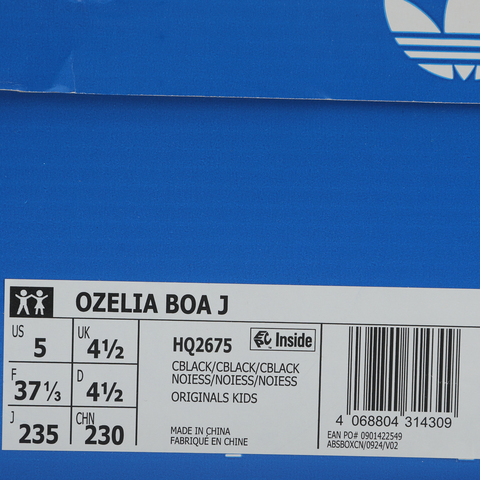 OZELIA BOA J
US
5
UK
4½
F
37⅓
D
4½
J
235
CHN
230
HQ2675
Inside
CBLACK/CBLACK/CBLACK
NOIESS/NOIESS/NOIESS
ORIGINALS KIDS
MADE IN CHINA
FABRIQUÉ EN CHINE
4 068804 314309
EAN PO# 0901422549
ABSBOXCN/0924/V02